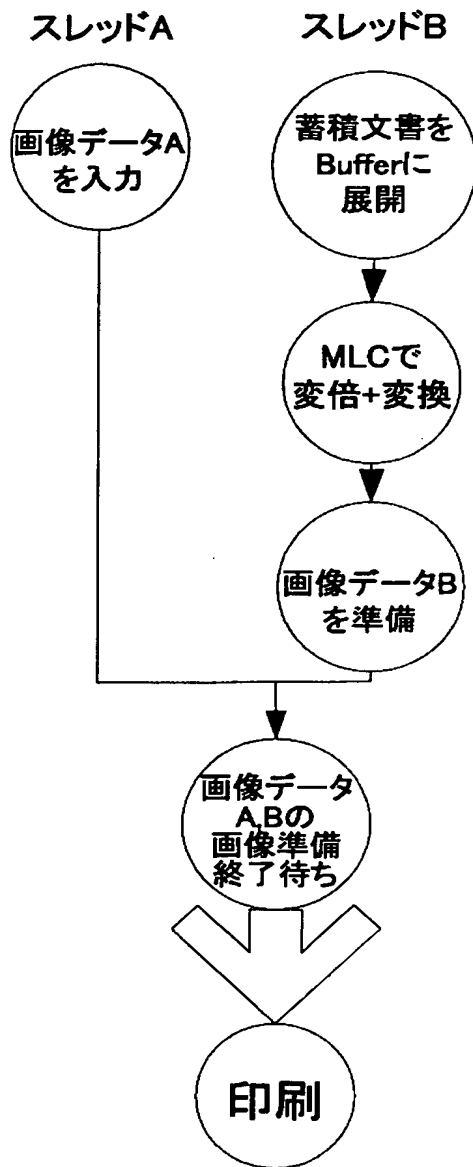 スレッドA
スレッドB
画像データA
を入力
蓄積文書を
Bufferに
展開
MLCで
変倍+変換
画像データB
を準備
画像データ
A,Bの
画像準備
終了待ち
印刷